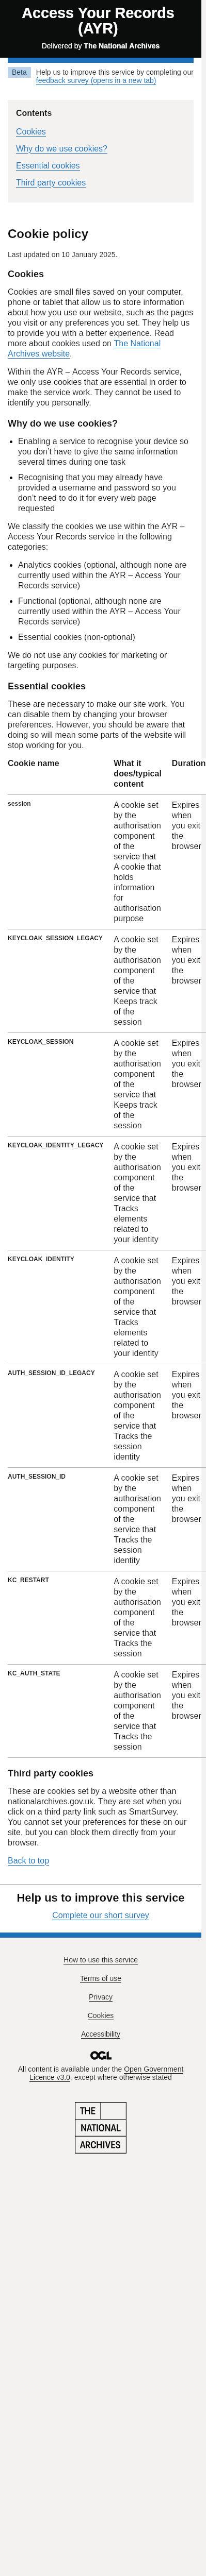 Access Your Records
(AYR)
Delivered by The National Archives
Beta
Help us to improve this service by completing our
feedback survey (opens in a new tab)
Contents
Cookies
Why do we use cookies?
Essential cookies
Third party cookies
Cookie policy
Last updated on 10 January 2025.
Cookies
Cookies are small files saved on your computer,
phone or tablet that allow us to store information
about how you use our website, such as the pages
you visit or any preferences you set. They help us
to provide you with a better experience. Read
more about cookies used on The National
Archives website.
Within the AYR – Access Your Records service,
we only use cookies that are essential in order to
make the service work. They cannot be used to
identify you personally.
Why do we use cookies?
• Enabling a service to recognise your device so
you don’t have to give the same information
several times during one task
• Recognising that you may already have
provided a username and password so you
don’t need to do it for every web page
requested
We classify the cookies we use within the AYR –
Access Your Records service in the following
categories:
• Analytics cookies (optional, although none are
currently used within the AYR – Access Your
Records service)
• Functional (optional, although none are
currently used within the AYR – Access Your
Records service)
• Essential cookies (non-optional)
We do not use any cookies for marketing or
targeting purposes.
Essential cookies
These are necessary to make our site work. You
can disable them by changing your browser
preferences. However, you should be aware that
doing so will mean some parts of the website will
stop working for you.
Cookie name
What it
does/typical
content
Duration
session
A cookie set
by the
authorisation
component
of the
service that
A cookie that
holds
information
for
authorisation
purpose
Expires
when
you exit
the
browser
KEYCLOAK_SESSION_LEGACY
A cookie set
by the
authorisation
component
of the
service that
Keeps track
of the
session
Expires
when
you exit
the
browser
KEYCLOAK_SESSION
A cookie set
by the
authorisation
component
of the
service that
Keeps track
of the
session
Expires
when
you exit
the
browser
KEYCLOAK_IDENTITY_LEGACY
A cookie set
by the
authorisation
component
of the
service that
Tracks
elements
related to
your identity
Expires
when
you exit
the
browser
KEYCLOAK_IDENTITY
A cookie set
by the
authorisation
component
of the
service that
Tracks
elements
related to
your identity
Expires
when
you exit
the
browser
AUTH_SESSION_ID_LEGACY
A cookie set
by the
authorisation
component
of the
service that
Tracks the
session
identity
Expires
when
you exit
the
browser
AUTH_SESSION_ID
A cookie set
by the
authorisation
component
of the
service that
Tracks the
session
identity
Expires
when
you exit
the
browser
KC_RESTART
A cookie set
by the
authorisation
component
of the
service that
Tracks the
session
Expires
when
you exit
the
browser
KC_AUTH_STATE
A cookie set
by the
authorisation
component
of the
service that
Tracks the
session
Expires
when
you exit
the
browser
Third party cookies
These are cookies set by a website other than
nationalarchives.gov.uk. They are set when you
click on a third party link such as SmartSurvey.
You cannot set your preferences for these on our
site, but you can block them directly from your
browser.
Back to top
Help us to improve this service
Complete our short survey
How to use this service
Terms of use
Privacy
Cookies
Accessibility
OGL
All content is available under the Open Government
Licence v3.0, except where otherwise stated
THE
NATIONAL
ARCHIVES